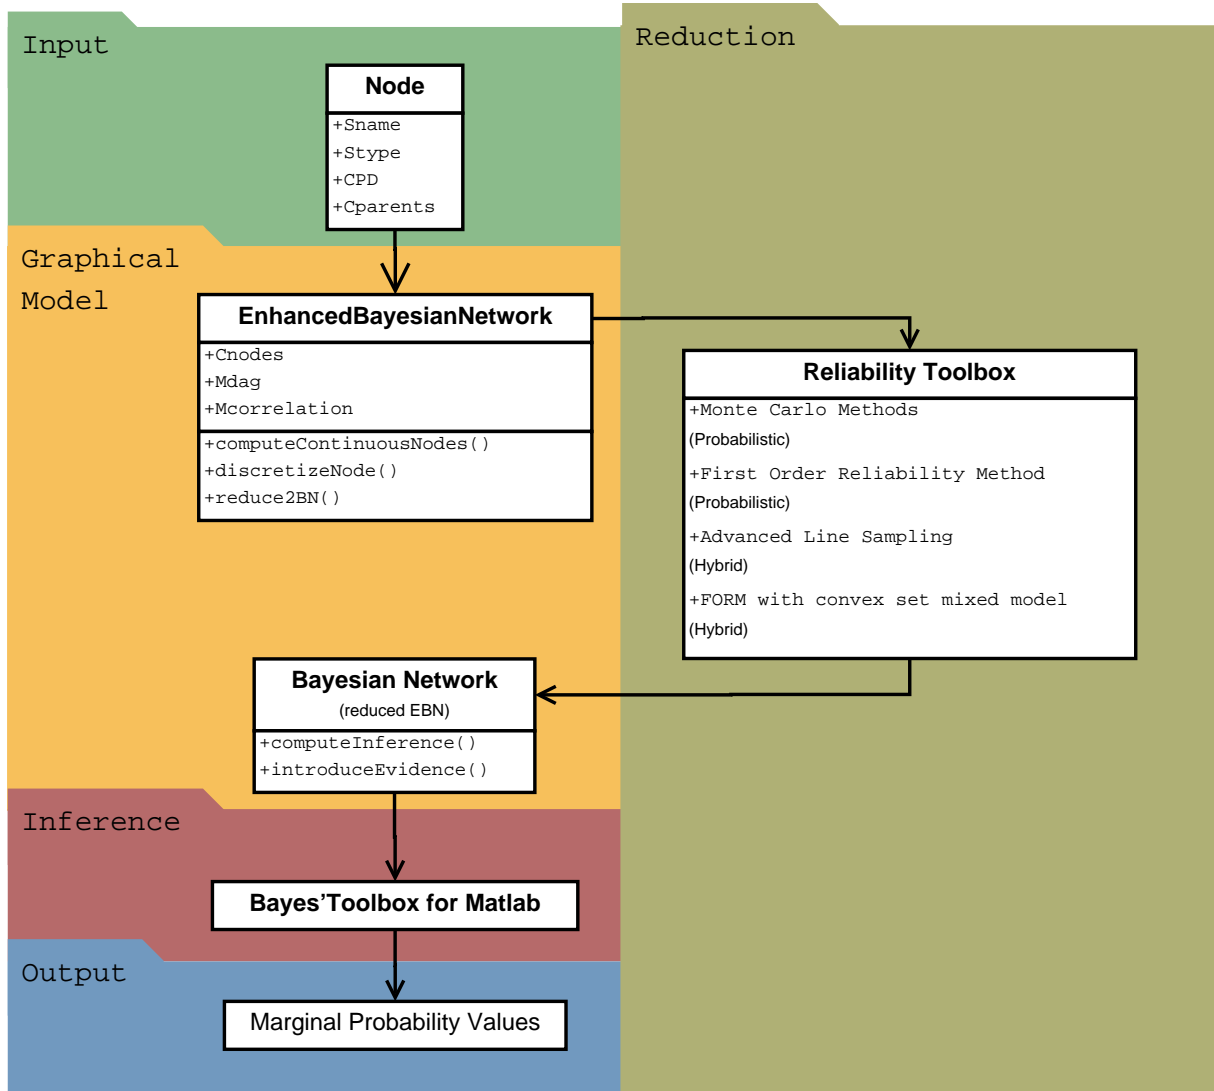 Input
Node
+Sname
+Stype
+CPD
+Cparents
Graphical
Model
EnhancedBayesianNetwork
+Cnodes
+Mdag
+Mcorrelation
+computeContinuousNodes()
+discretizeNode()
+reduce2BN()
Reduction
Reliability Toolbox
+Monte Carlo Methods
(Probabilistic)
+First Order Reliability Method
(Probabilistic)
+Advanced Line Sampling
(Hybrid)
+FORM with convex set mixed model
(Hybrid)
Bayesian Network
(reduced EBN)
+computeInference()
+introduceEvidence()
Inference
Bayes’Toolbox for Matlab
Output
Marginal Probability Values